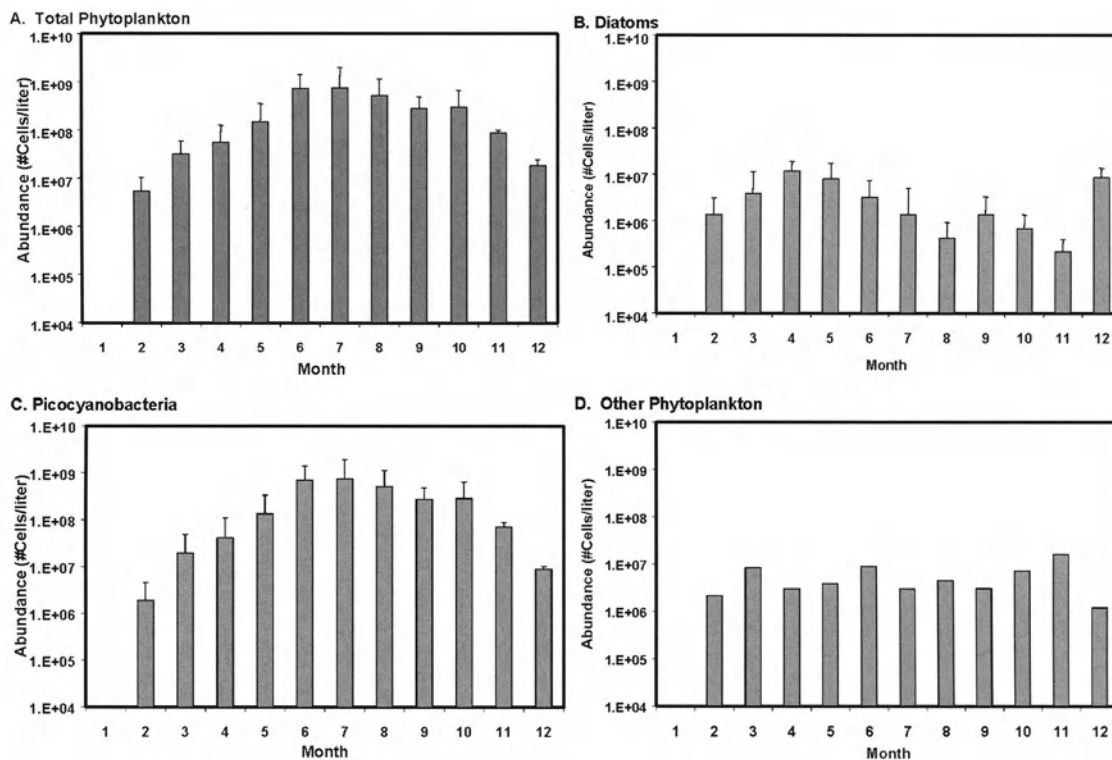 A. Total Phytoplankton
Abundance (#Cells/liter)
1.E+10
1.E+09
1.E+08
1.E+07
1.E+06
1.E+05
1.E+04
1 2 3 4 5 6 7 8 9 10 11 12
Month
B. Diatoms
Abundance (#Cells/liter)
1.E+10
1.E+09
1.E+08
1.E+07
1.E+06
1.E+05
1.E+04
1 2 3 4 5 6 7 8 9 10 11 12
Month
C. Picocyanobacteria
Abundance (#Cells/liter)
1.E+10
1.E+09
1.E+08
1.E+07
1.E+06
1.E+05
1.E+04
1 2 3 4 5 6 7 8 9 10 11 12
Month
D. Other Phytoplankton
Abundance (#Cells/liter)
1.E+10
1.E+09
1.E+08
1.E+07
1.E+06
1.E+05
1.E+04
1 2 3 4 5 6 7 8 9 10 11 12
Month